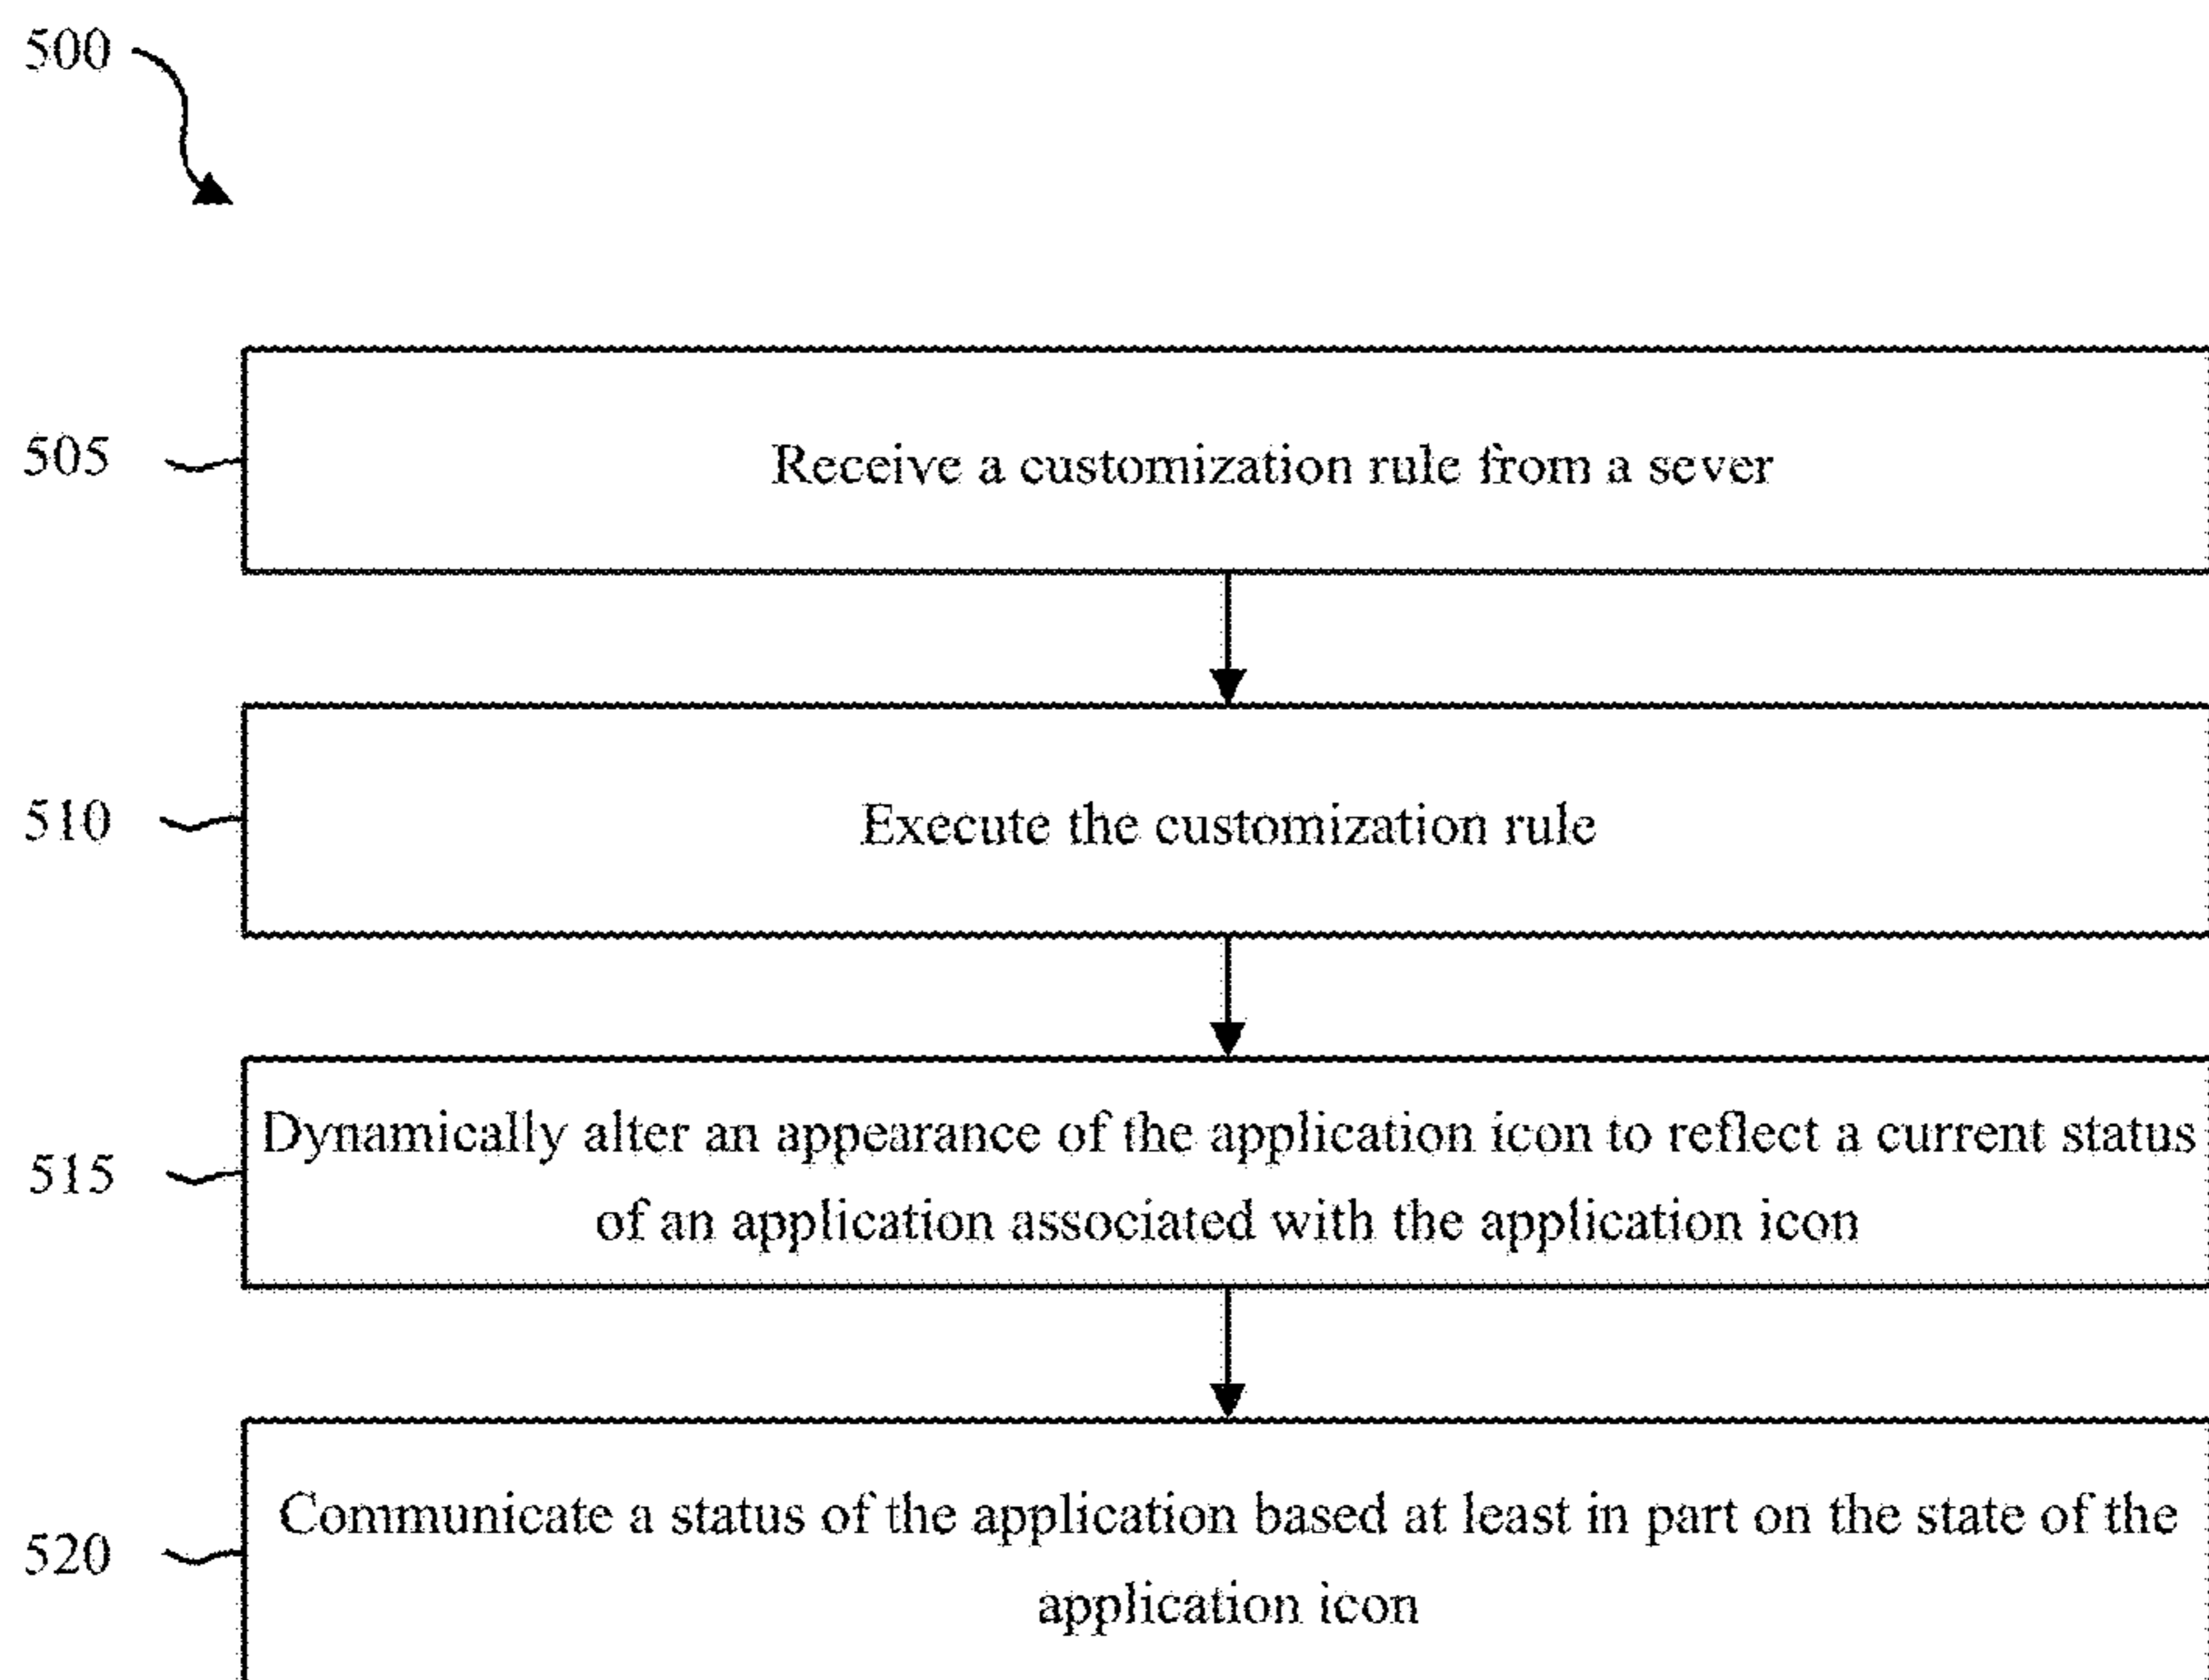 500
505
Receive a customization rule from a sever
510
Execute the customization rule
515
Dynamically alter an appearance of the application icon to reflect a current status
of an application associated with the application icon
520
Communicate a status of the application based at least in part on the state of the
application icon